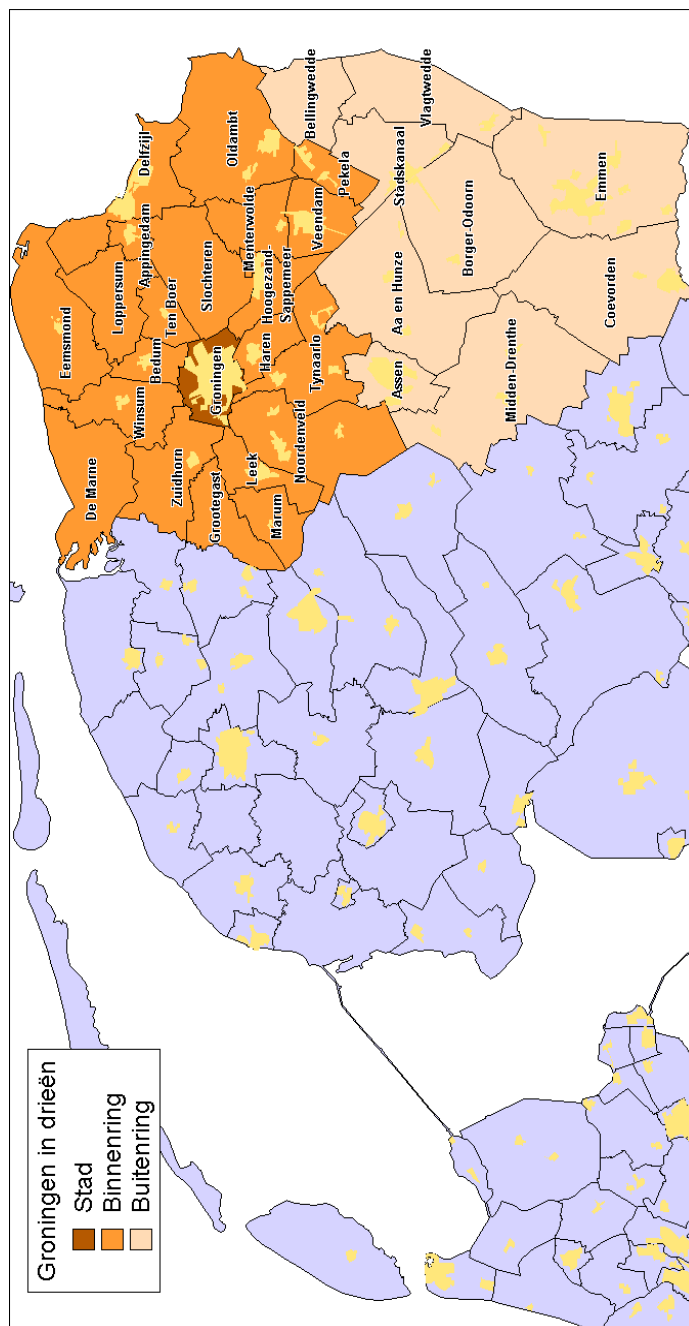 Groningen in drieën
Stad
Binnenring
Buitenring
De Marne
Eemsmond
Winsum
Loppersum
Delfzijl
Appingedam
Bedum
Ten Boer
Zuidhorn
Grootegast
Groningen
Slochteren
Oldambt
Leek
Marum
Haren
Hoogezand-
Sappemeer
Menterwolde
Noordenveld
Tynaarlo
Veendam
Pekela
Bellingwedde
Assen
Aa en Hunze
Stadskanaal
Vlagtwedde
Midden-Drenthe
Borger-Odoorn
Coevorden
Emmen